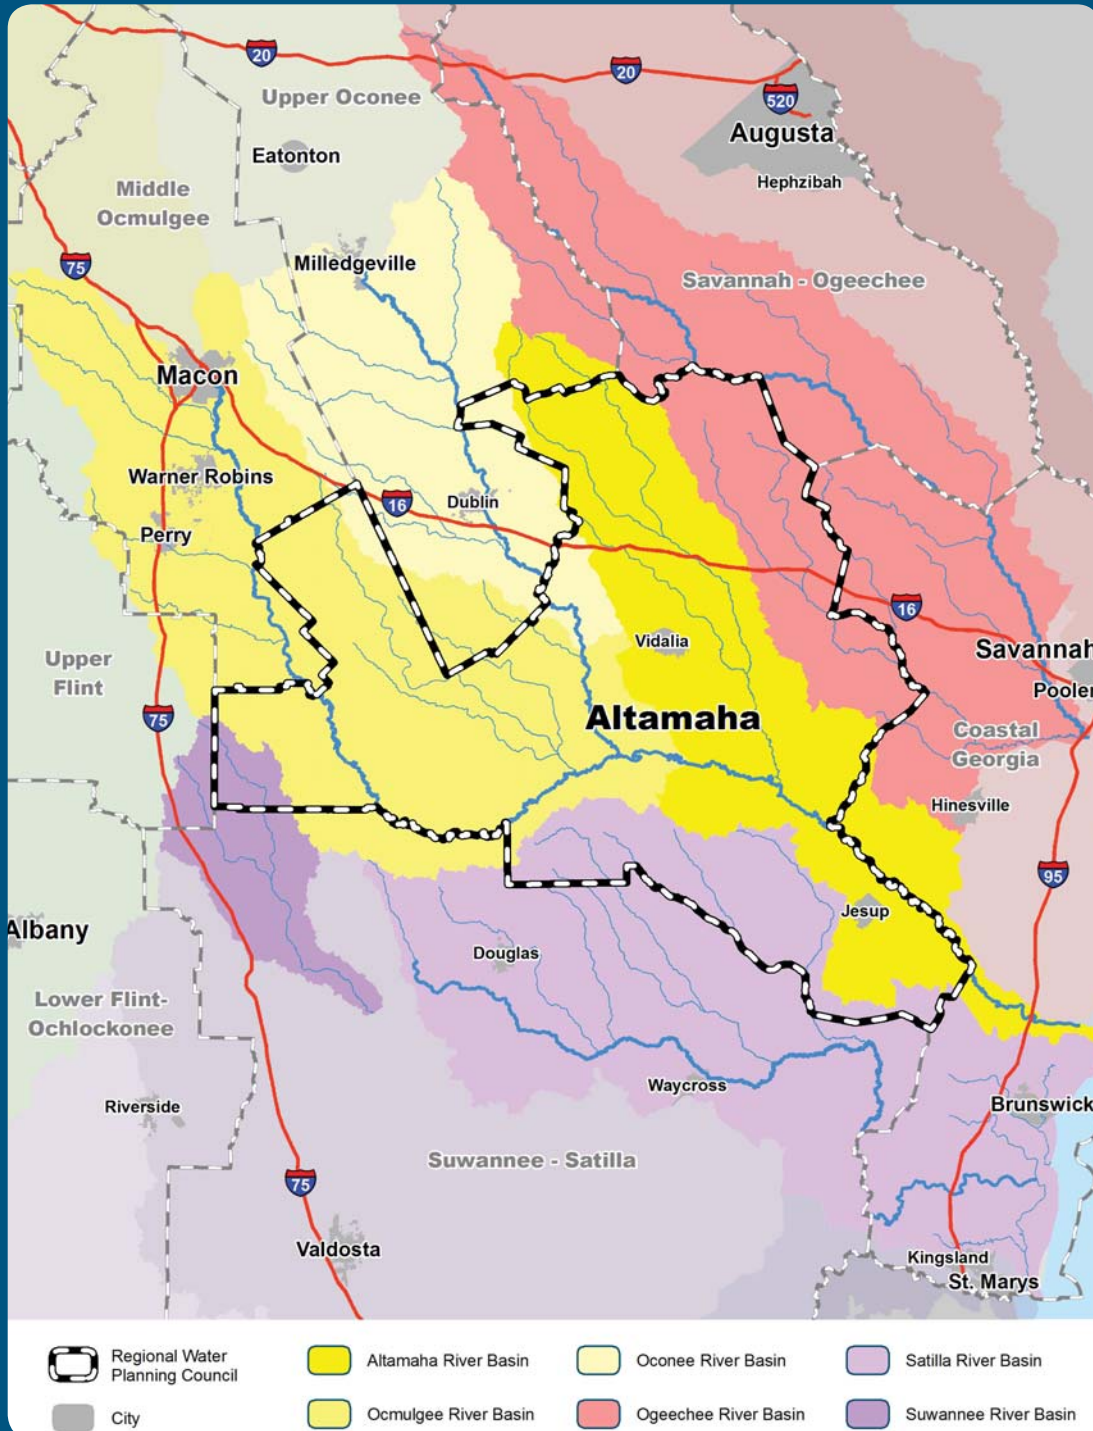 20
20
520
Upper Oconee
Augusta
Eatonton
Hephzibah
Middle
Ocmulgee
75
Milledgeville
Savannah - Ogeechee
Macon
Warner Robins
16
Dublin
Perry
16
Vidalia
Savannah
Upper
Flint
Pooler
75
Altamaha
Coastal
Georgia
Hinesville
95
Jesup
Albany
Douglas
Lower Flint-
Ochlockonee
Waycross
Riverside
Brunswick
Suwannee - Satilla
75
Valdosta
Kingsland
St. Marys
Regional Water
Planning Council
Altamaha River Basin
Oconee River Basin
Satilla River Basin
City
Ocmulgee River Basin
Ogeechee River Basin
Suwannee River Basin